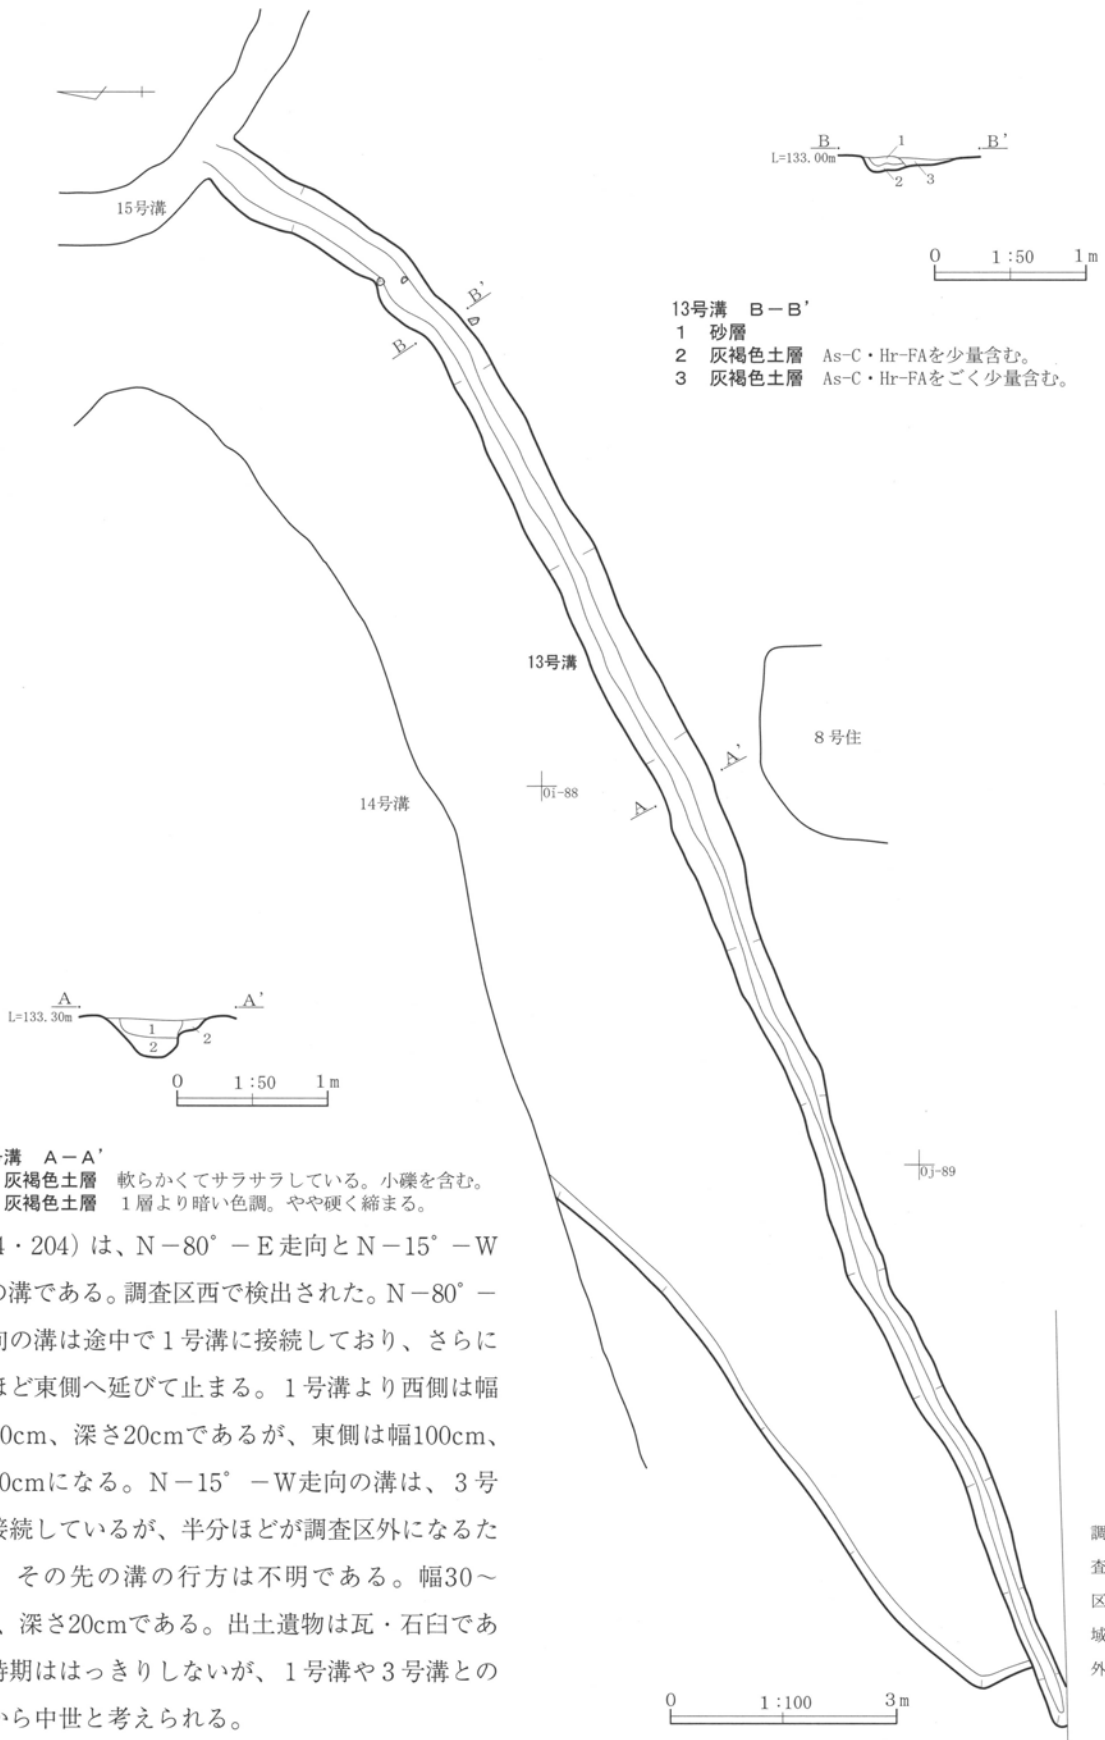 15号溝
B B'
L=133.00m
1
2
3
0 1:50 1m
13号溝 B－B'
1 砂層
2 灰褐色土層 As-C・Hr-FAを少量含む。
3 灰褐色土層 As-C・Hr-FAをごく少量含む。
B'
B
13号溝
8号住
A'
A
Oi-88
14号溝
A A'
L=133.30m
1
2
2
0 1:50 1m
Oj-89
溝 A－A'
灰褐色土層 軟らかくてサラサラしている。小礫を含む。
灰褐色土層 1層より暗い色調。やや硬く締まる。
4・204）は、N－80°－E走向とN－15°－W
の溝である。調査区西で検出された。N－80°－
向の溝は途中で1号溝に接続しており、さらに
ほど東側へ延びて止まる。1号溝より西側は幅
0cm、深さ20cmであるが、東側は幅100cm、
0cmになる。N－15°－W走向の溝は、3号
接続しているが、半分ほどが調査区外になるた
、その先の溝の行方は不明である。幅30～
、深さ20cmである。出土遺物は瓦・石臼であ
時期ははっきりしないが、1号溝や3号溝との
から中世と考えられる。
0 1:100 3m
調査区域外